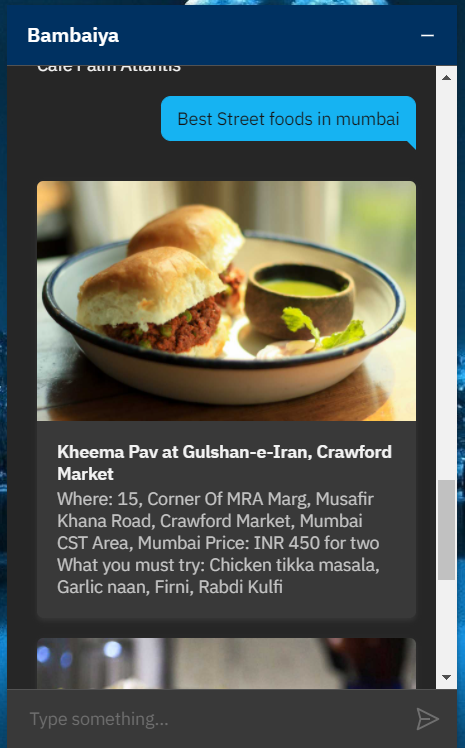 Bambaiya
Cafe Palm Atlantis
Best Street foods in mumbai
Kheema Pav at Gulshan-e-Iran, Crawford
Market
Where: 15, Corner Of MRA Marg, Musafir
Khana Road, Crawford Market, Mumbai
CST Area, Mumbai Price: INR 450 for two
What you must try: Chicken tikka masala,
Garlic naan, Firni, Rabdi Kulfi
Type something...